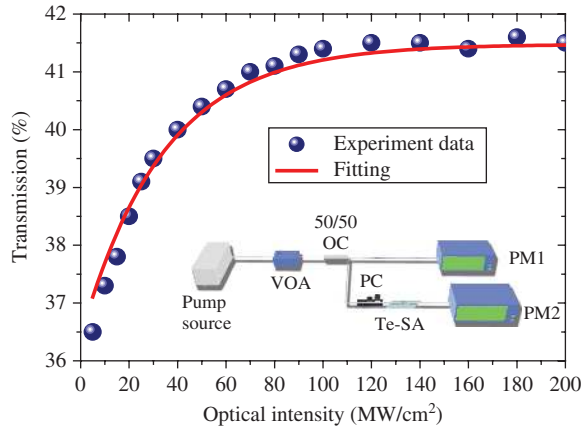 42
41
40
39
38
37
36
0 20 40 60 80 100 120 140 160 180 200
Transmission (%)
Optical intensity (MW/cm²)
Experiment data
Fitting
50/50
OC
PM1
VOA
PC
Pump
source
Te-SA
PM2